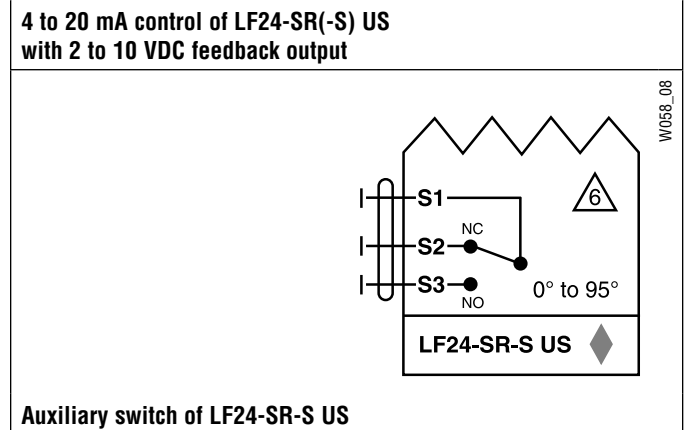 4 to 20 mA control of LF24-SR(-S) US
with 2 to 10 VDC feedback output
W058_08
6
S1
NC
S2
S3
NO
0° to 95°
LF24-SR-S US
Auxiliary switch of LF24-SR-S US